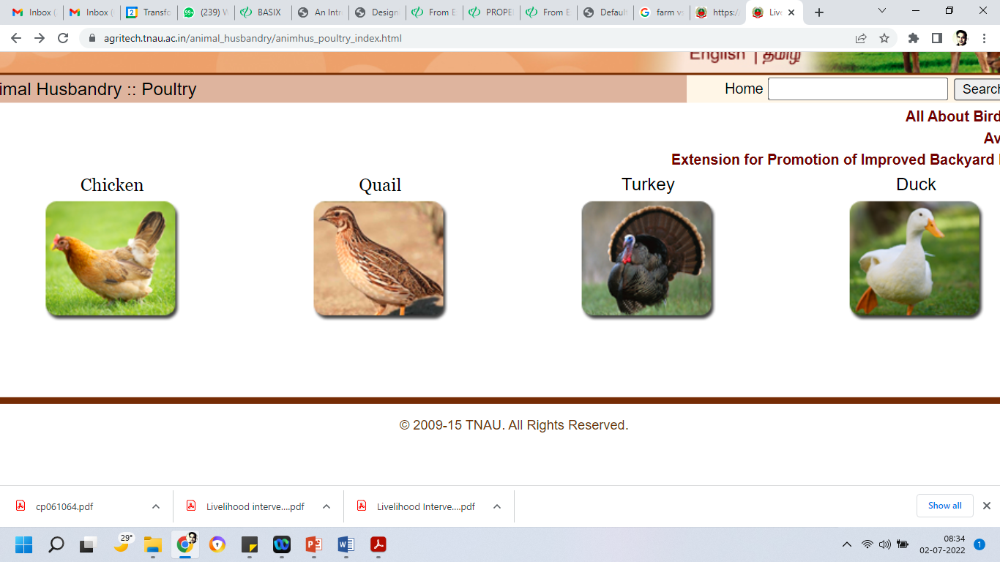 Inbox (
Inbox (
Transfo
(239) W
BASIX
An Intr
Design
From E
PROPE
From E
Default
farm vs
https:/
Live
agritech.tnau.ac.in/animal_husbandry/animhus_poultry_index.html
English | தமிழ்
imal Husbandry :: Poultry
Home
Search
All About Bird
Av
Extension for Promotion of Improved Backyard
Chicken
Quail
Turkey
Duck
© 2009-15 TNAU. All Rights Reserved.
cp061064.pdf
Livelihood interve....pdf
Livelihood Interve....pdf
Show all
29°
08:34
02-07-2022
1